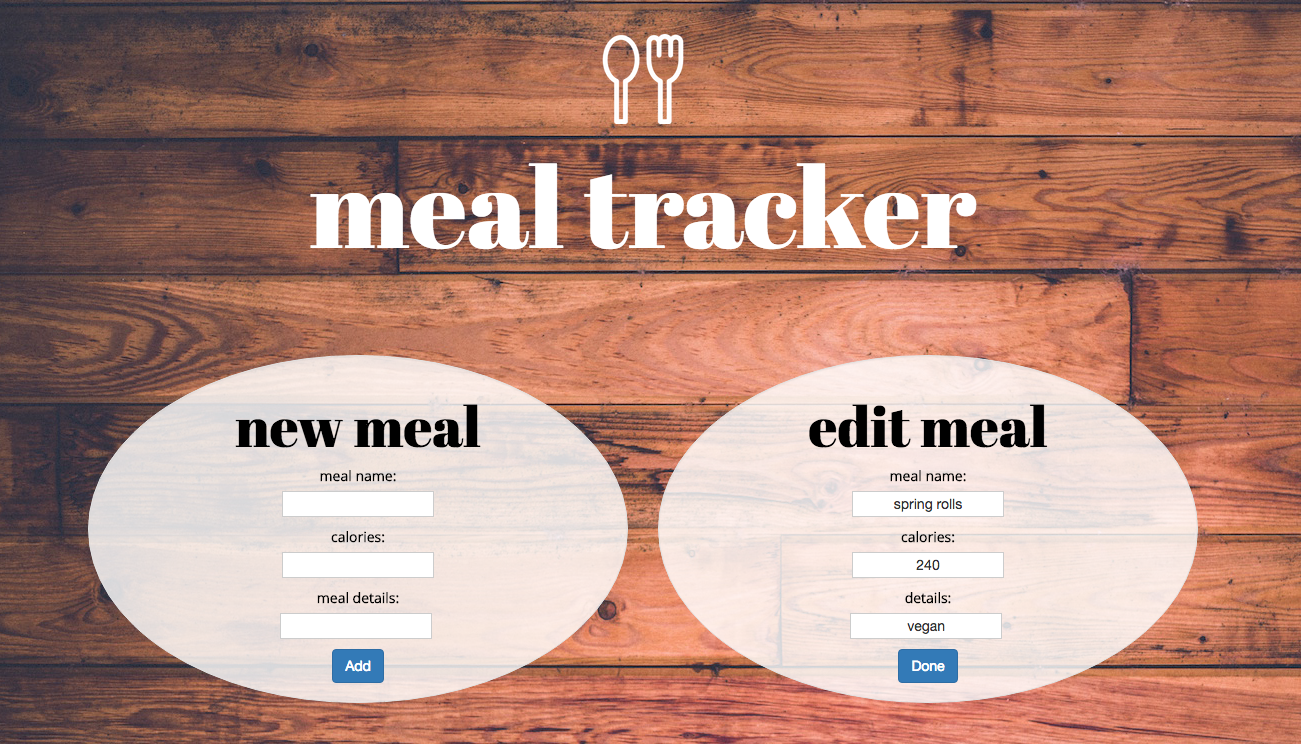 meal tracker
new meal
meal name:
calories:
meal details:
Add
edit meal
meal name:
spring rolls
calories:
240
details:
vegan
Done